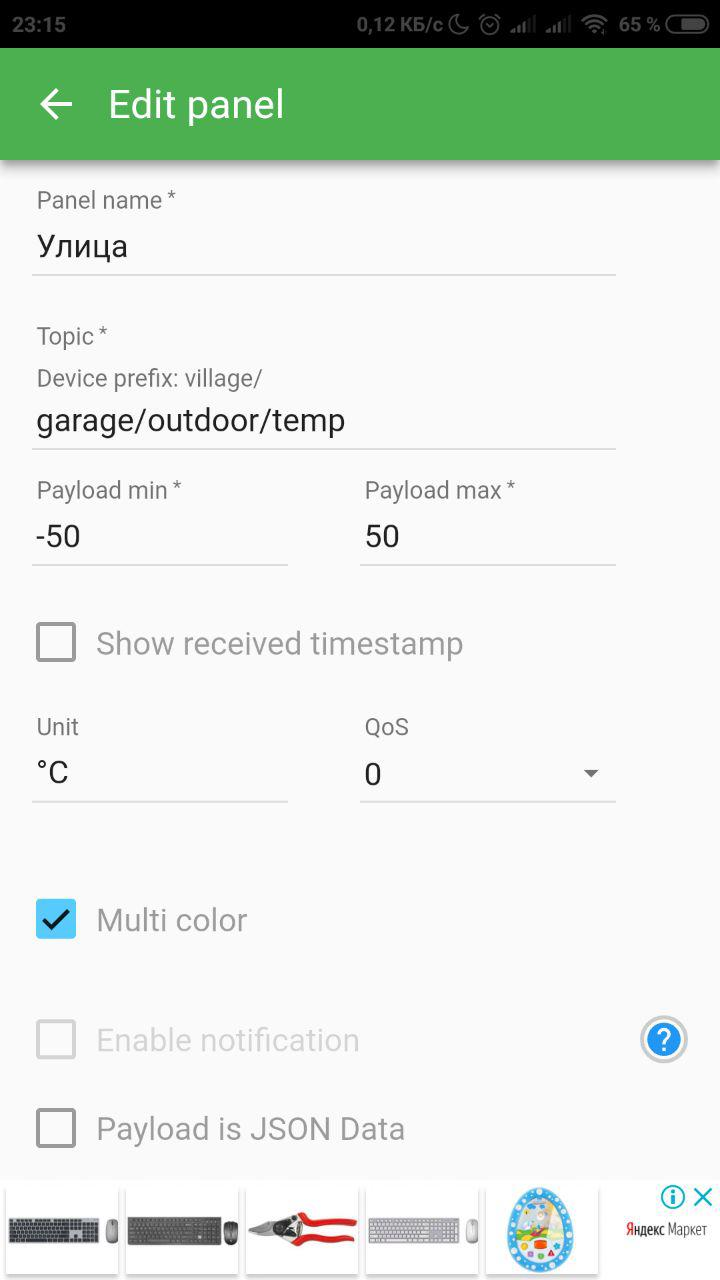 23:15 0,12 КБ/с 65 %
Edit panel
Panel name *
Улица
Topic *
Device prefix: village/
garage/outdoor/temp
Payload min * Payload max *
-50 50
Show received timestamp
Unit QoS
°C 0
Multi color
Enable notification ?
Payload is JSON Data
Яндекс Маркет